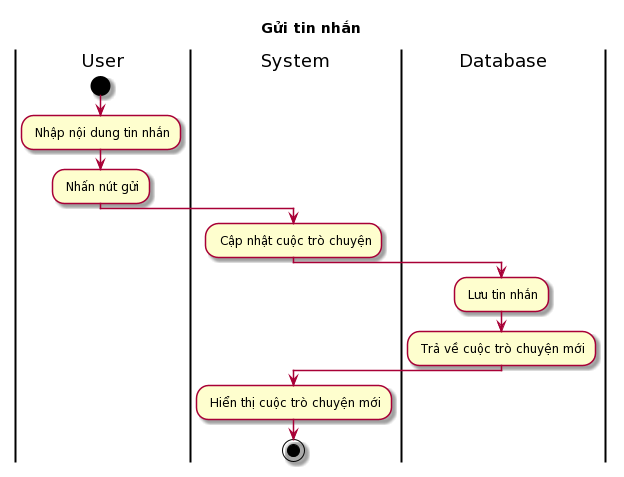 Gửi tin nhắn
User
System
Database
Nhập nội dung tin nhắn
Nhấn nút gửi
Cập nhật cuộc trò chuyện
Lưu tin nhắn
Trả về cuộc trò chuyện mới
Hiển thị cuộc trò chuyện mới